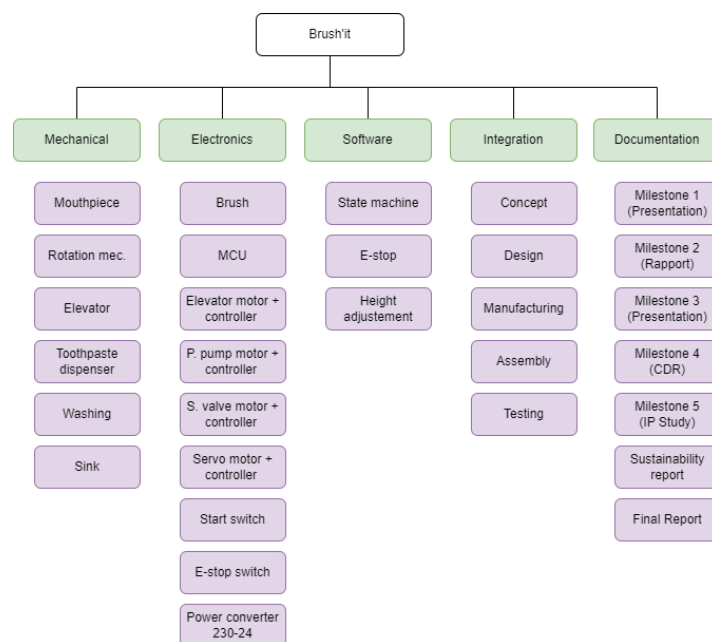 Brush'it
Mechanical
Electronics
Software
Integration
Documentation
Mouthpiece
Rotation mec.
Elevator
Toothpaste
dispenser
Washing
Sink
Brush
MCU
Elevator motor +
controller
P. pump motor +
controller
S. valve motor +
controller
Servo motor +
controller
Start switch
E-stop switch
Power converter
230-24
State machine
E-stop
Height
adjustement
Concept
Design
Manufacturing
Assembly
Testing
Milestone 1
(Presentation)
Milestone 2
(Rapport)
Milestone 3
(Presentation)
Milestone 4
(CDR)
Milestone 5
(IP Study)
Sustainability
report
Final Report